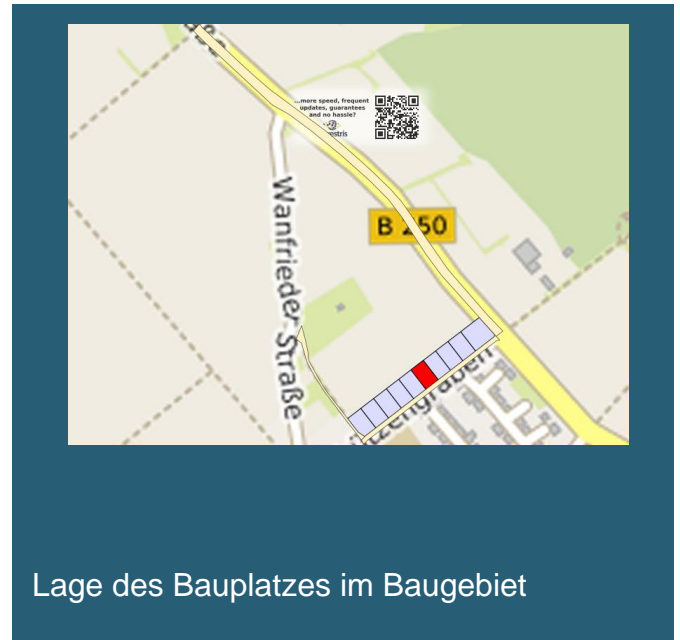 ...more speed, frequent
updates, guarantees
and no hassle?
Wanfrieder Straße
B 250
Lage des Bauplatzes im Baugebiet